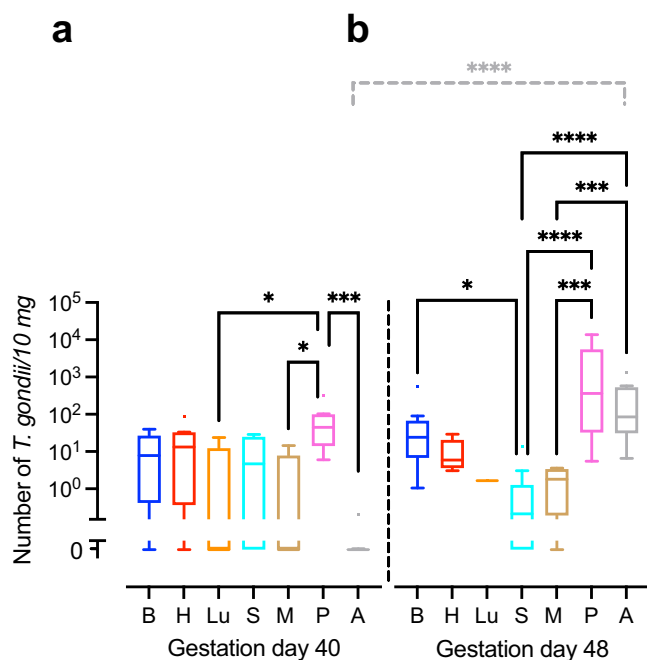 a b
****
****
***
****
* *** * ***
*
Number of T. gondii/10 mg
10⁵
10⁴
10³
10²
10¹
10⁰
0
B H Lu S M P A B H Lu S M P A
Gestation day 40 Gestation day 48